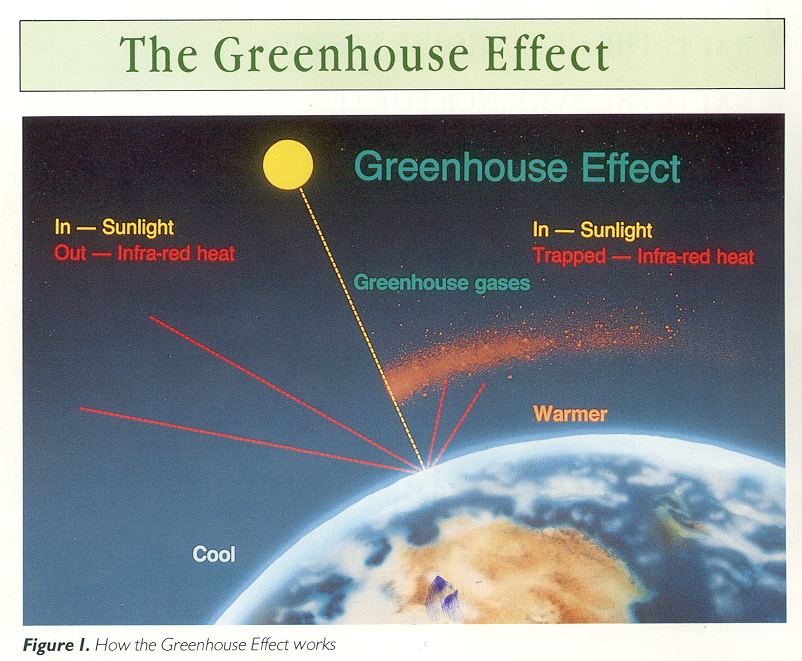 The Greenhouse Effect
Greenhouse Effect
In — Sunlight
Out — Infra-red heat
In — Sunlight
Trapped — Infra-red heat
Greenhouse gases
Warmer
Cool
Figure 1. How the Greenhouse Effect works